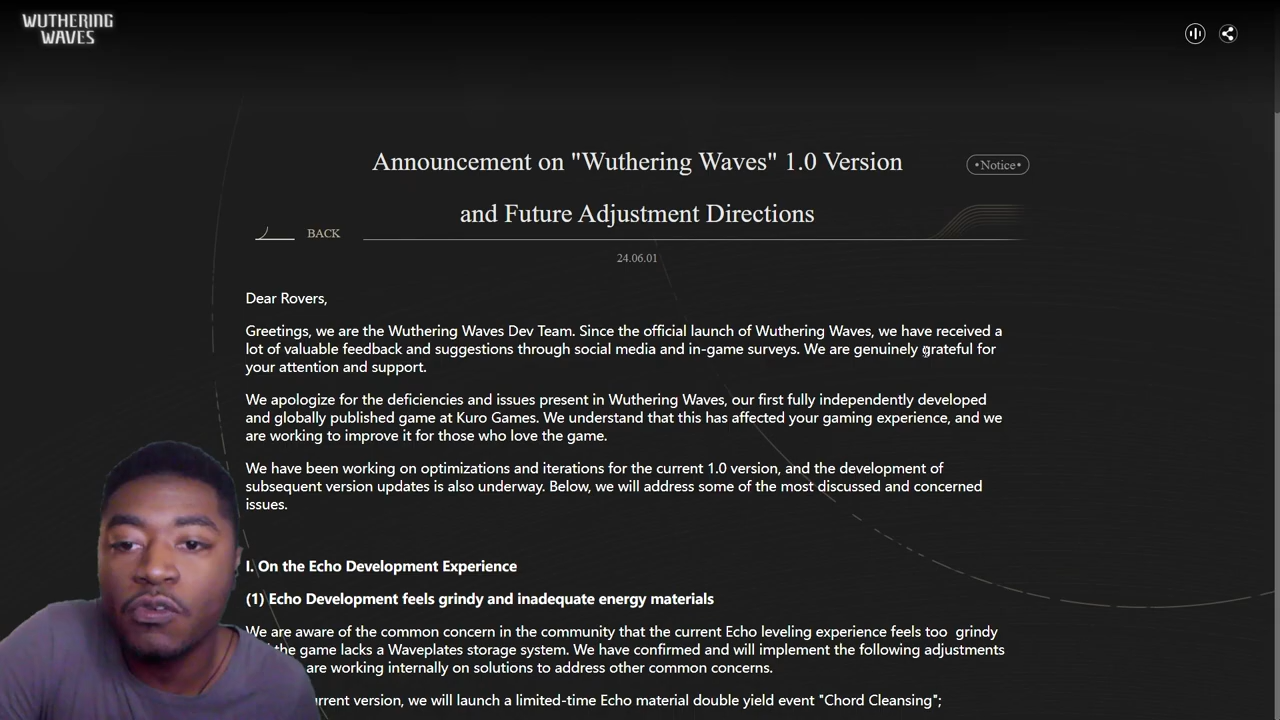 WUTHERING
WAVES
Announcement on "Wuthering Waves" 1.0 Version
•Notice•
and Future Adjustment Directions
BACK
24.06.01
Dear Rovers,
Greetings, we are the Wuthering Waves Dev Team. Since the official launch of Wuthering Waves, we have received a
lot of valuable feedback and suggestions through social media and in-game surveys. We are genuinely grateful for
your attention and support.
We apologize for the deficiencies and issues present in Wuthering Waves, our first fully independently developed
and globally published game at Kuro Games. We understand that this has affected your gaming experience, and we
are working to improve it for those who love the game.
We have been working on optimizations and iterations for the current 1.0 version, and the development of
subsequent version updates is also underway. Below, we will address some of the most discussed and concerned
issues.
I. On the Echo Development Experience
(1) Echo Development feels grindy and inadequate energy materials
We are aware of the common concern in the community that the current Echo leveling experience feels too grindy
the game lacks a Waveplates storage system. We have confirmed and will implement the following adjustments
are working internally on solutions to address other common concerns.
version, we will launch a limited-time Echo material double yield event "Chord Cleansing";